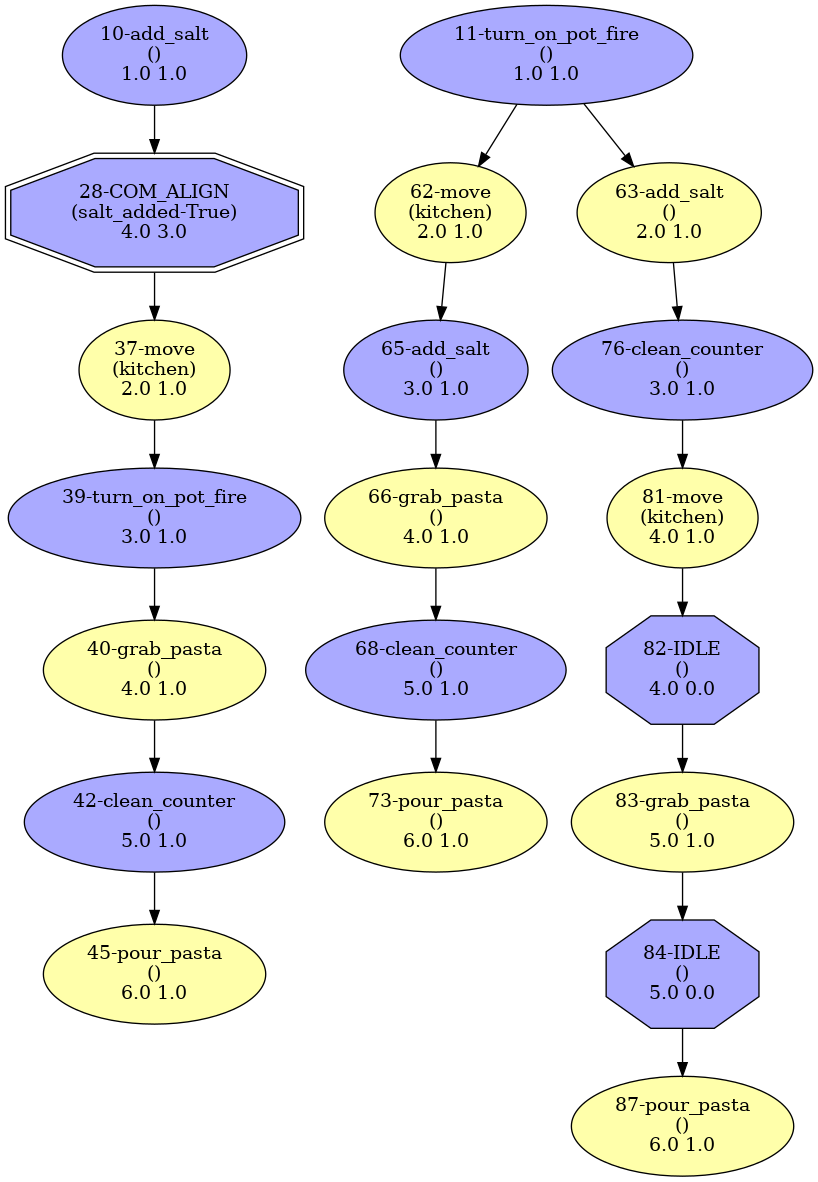 10-add_salt
()
1.0 1.0
11-turn_on_pot_fire
()
1.0 1.0
28-COM_ALIGN
(salt_added-True)
4.0 3.0
62-move
(kitchen)
2.0 1.0
63-add_salt
()
2.0 1.0
37-move
(kitchen)
2.0 1.0
65-add_salt
()
3.0 1.0
76-clean_counter
()
3.0 1.0
39-turn_on_pot_fire
()
3.0 1.0
66-grab_pasta
()
4.0 1.0
81-move
(kitchen)
4.0 1.0
40-grab_pasta
()
4.0 1.0
68-clean_counter
()
5.0 1.0
82-IDLE
()
4.0 0.0
42-clean_counter
()
5.0 1.0
73-pour_pasta
()
6.0 1.0
83-grab_pasta
()
5.0 1.0
45-pour_pasta
()
6.0 1.0
84-IDLE
()
5.0 0.0
87-pour_pasta
()
6.0 1.0